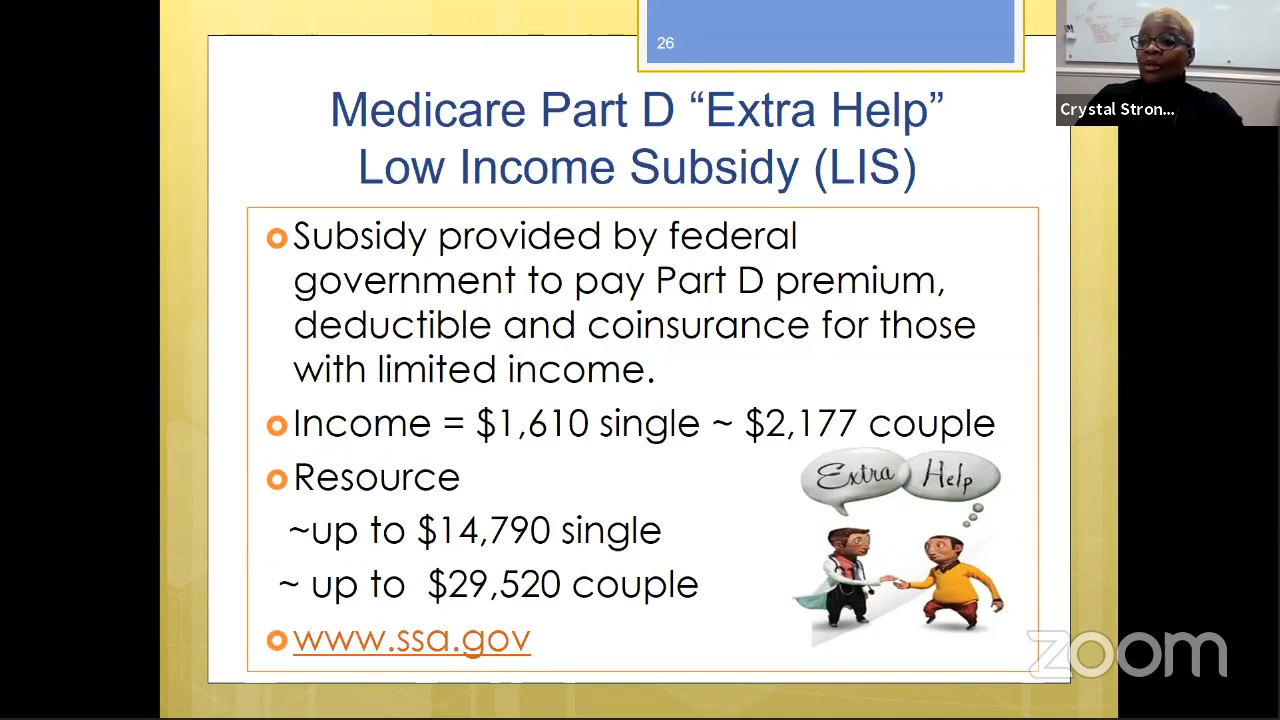 26
Medicare Part D “Extra Help”
Low Income Subsidy (LIS)
Subsidy provided by federal
government to pay Part D premium,
deductible and coinsurance for those
with limited income.
Income = $1,610 single ~ $2,177 couple
Resource
~up to $14,790 single
~ up to $29,520 couple
www.ssa.gov
Extra Help
Crystal Stron...
zoom